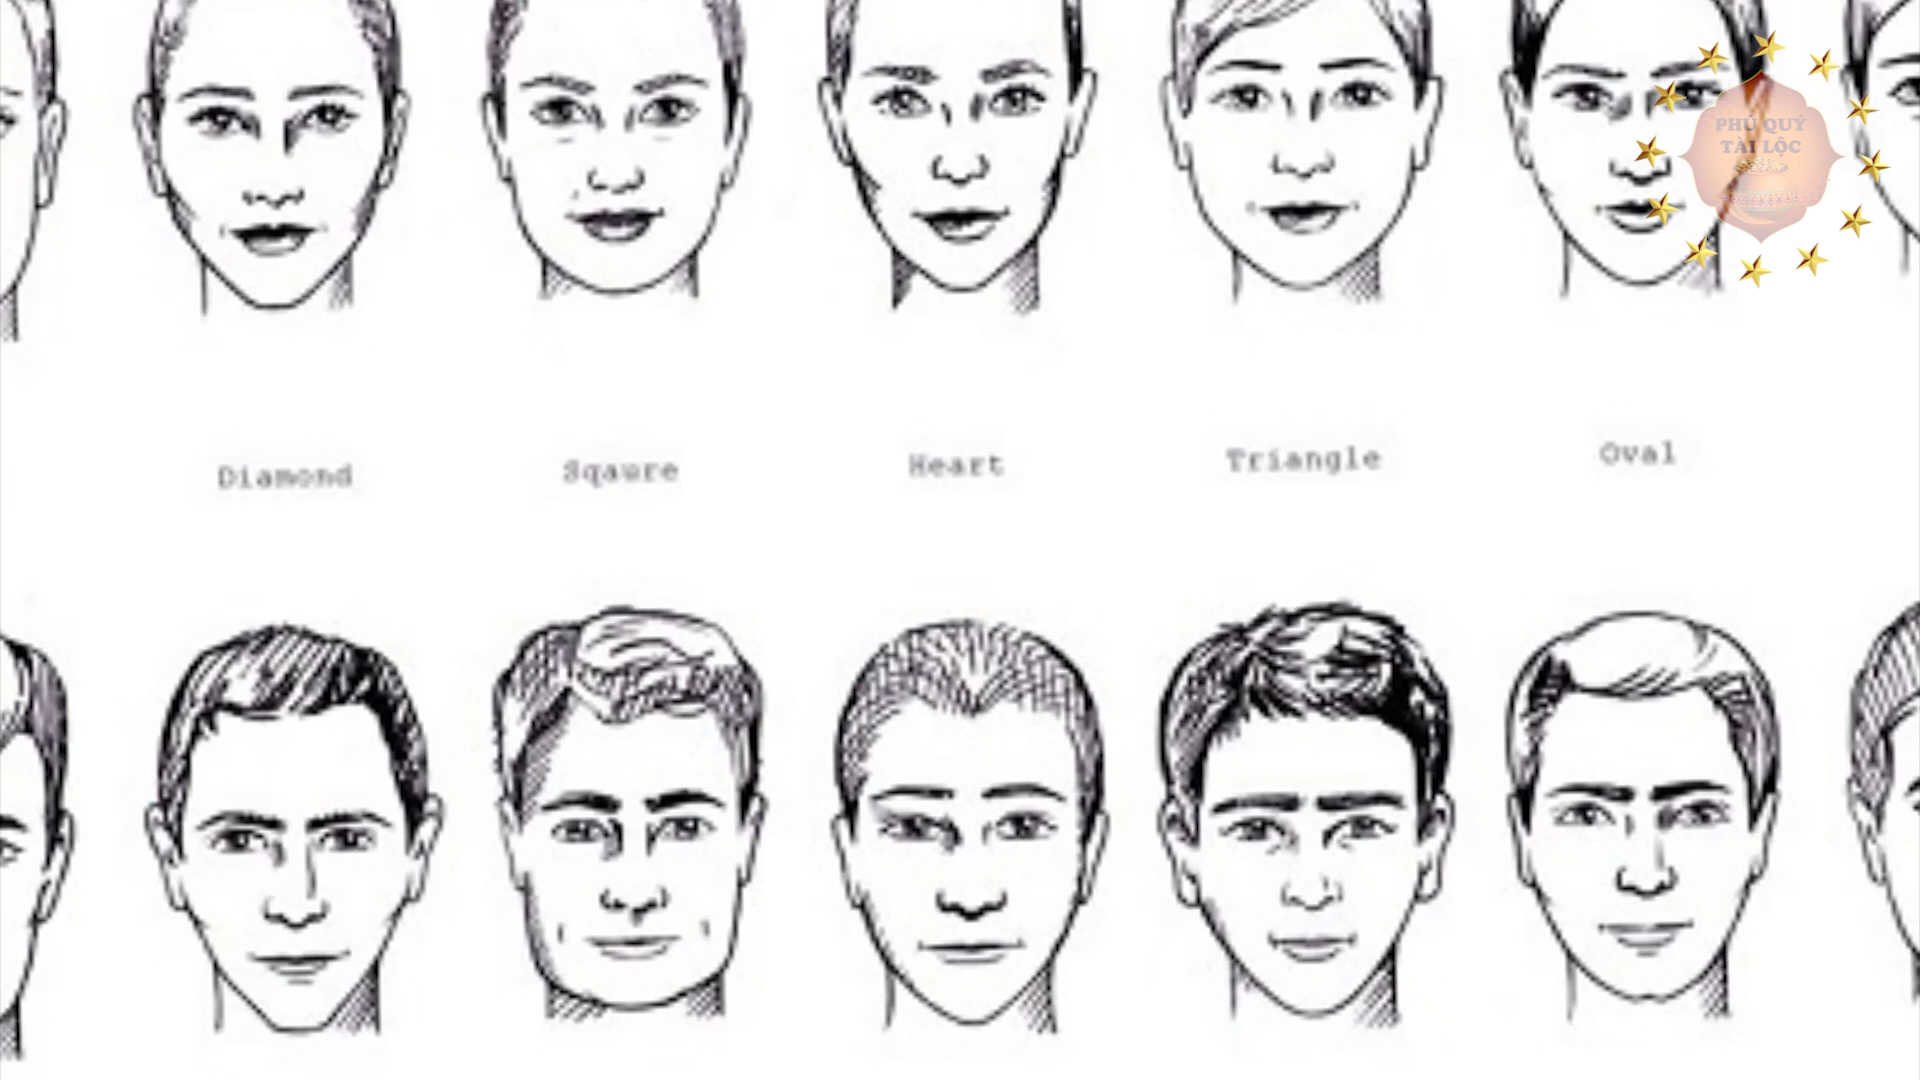 PHÚ QUÝ
TÀI LỘC
Diamond
Sqaure
Heart
Triangle
Oval